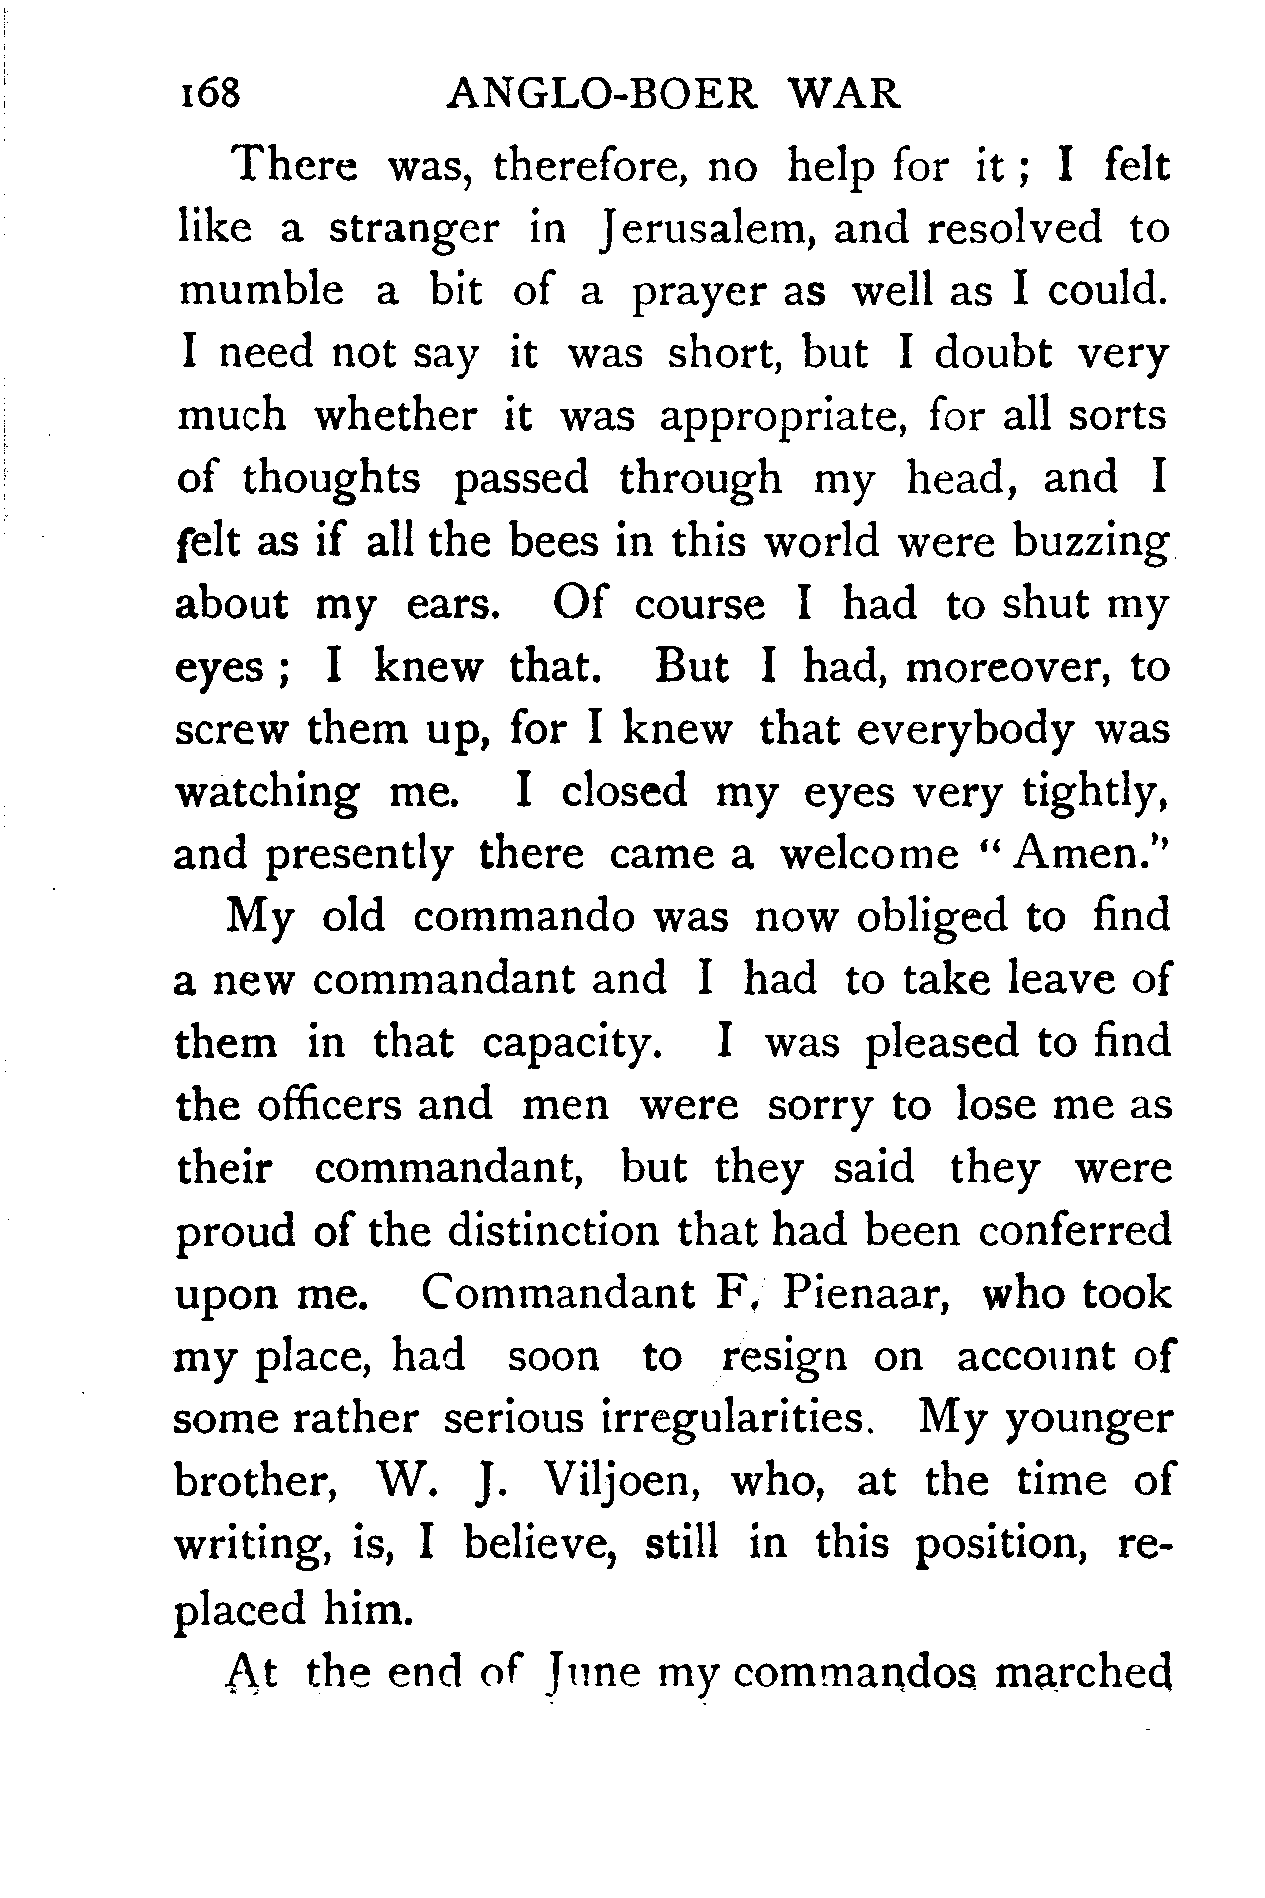 168 ANGLO-BOER WAR
There was, therefore, no help for it ; I felt
like a stranger in Jerusalem, and resolved to
mumble a bit of a prayer as well as I could.
I need not say it was short, but I doubt very
much whether it was appropriate, for all sorts
of thoughts passed through my head, and I
felt as if all the bees in this world were buzzing
about my ears. Of course I had to shut my
eyes ; I knew that. But I had, moreover, to
screw them up, for I knew that everybody was
watching me. I closed my eyes very tightly,
and presently there came a welcome “ Amen.”
My old commando was now obliged to find
a new commandant and I had to take leave of
them in that capacity. I was pleased to find
the officers and men were sorry to lose me as
their commandant, but they said they were
proud of the distinction that had been conferred
upon me. Commandant F. Pienaar, who took
my place, had soon to resign on account of
some rather serious irregularities. My younger
brother, W. J. Viljoen, who, at the time of
writing, is, I believe, still in this position, re-
placed him.
At the end of June my commandos marched